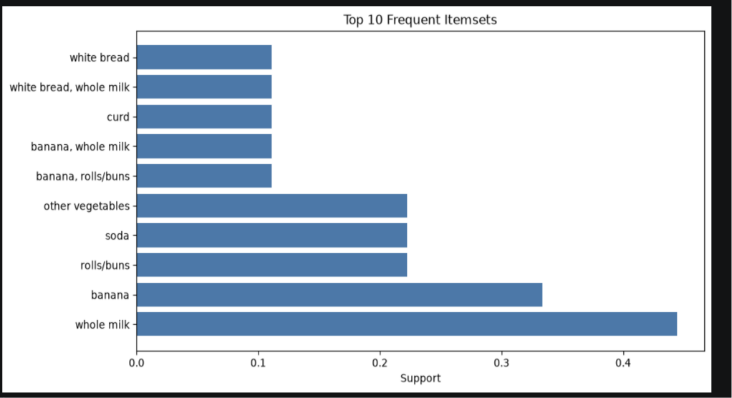 Top 10 Frequent Itemsets
white bread
white bread, whole milk
curd
banana, whole milk
banana, rolls/buns
other vegetables
soda
rolls/buns
banana
whole milk
0.0 0.1 0.2 0.3 0.4
Support